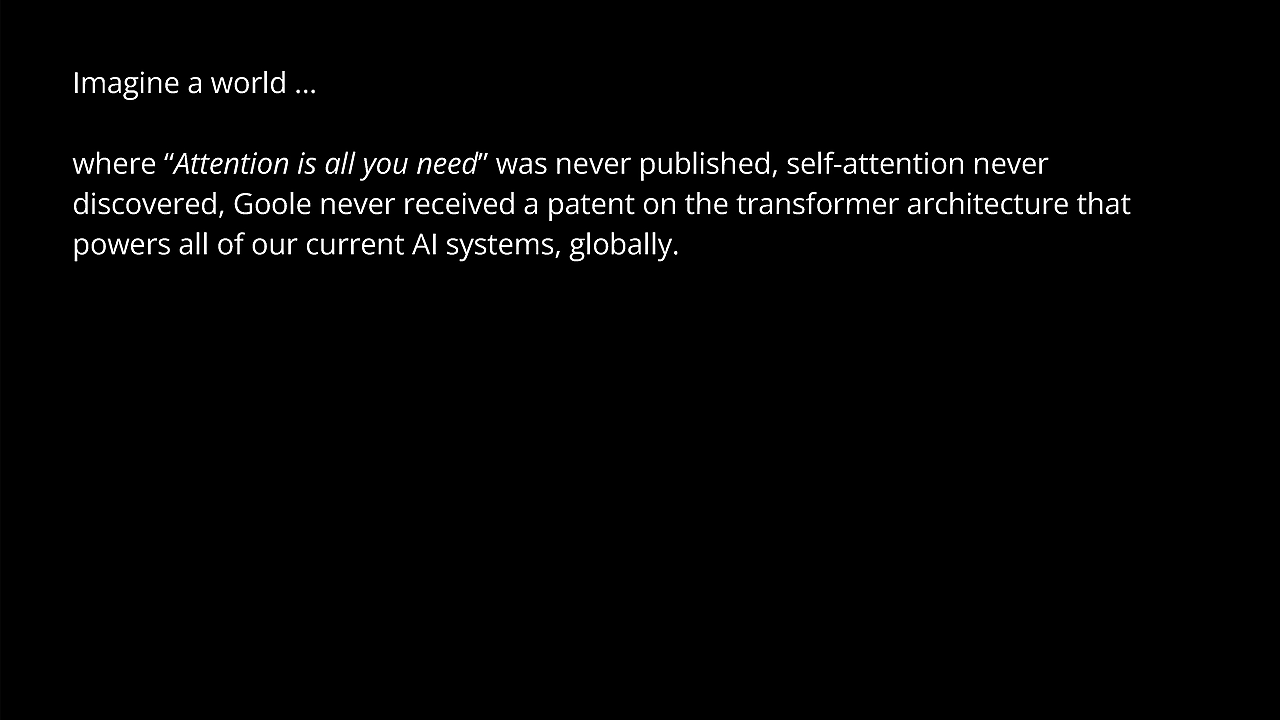 Imagine a world ...
where “Attention is all you need” was never published, self-attention never
discovered, Goole never received a patent on the transformer architecture that
powers all of our current AI systems, globally.